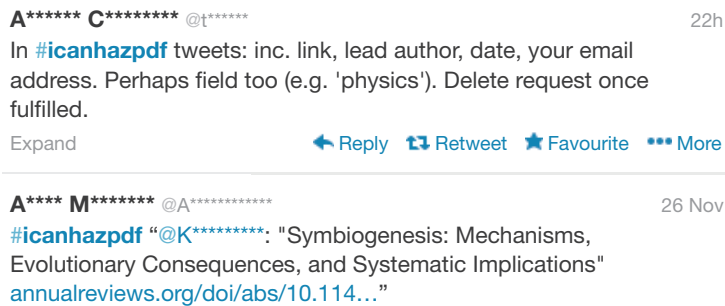 A****** C******** @t****** 22h
In #icanhazpdf tweets: inc. link, lead author, date, your email
address. Perhaps field too (e.g. 'physics'). Delete request once
fulfilled.
Expand Reply Retweet Favourite More
A**** M******* @A************ 26 Nov
#icanhazpdf “@K*********: "Symbiogenesis: Mechanisms,
Evolutionary Consequences, and Systematic Implications"
annualreviews.org/doi/abs/10.114…”